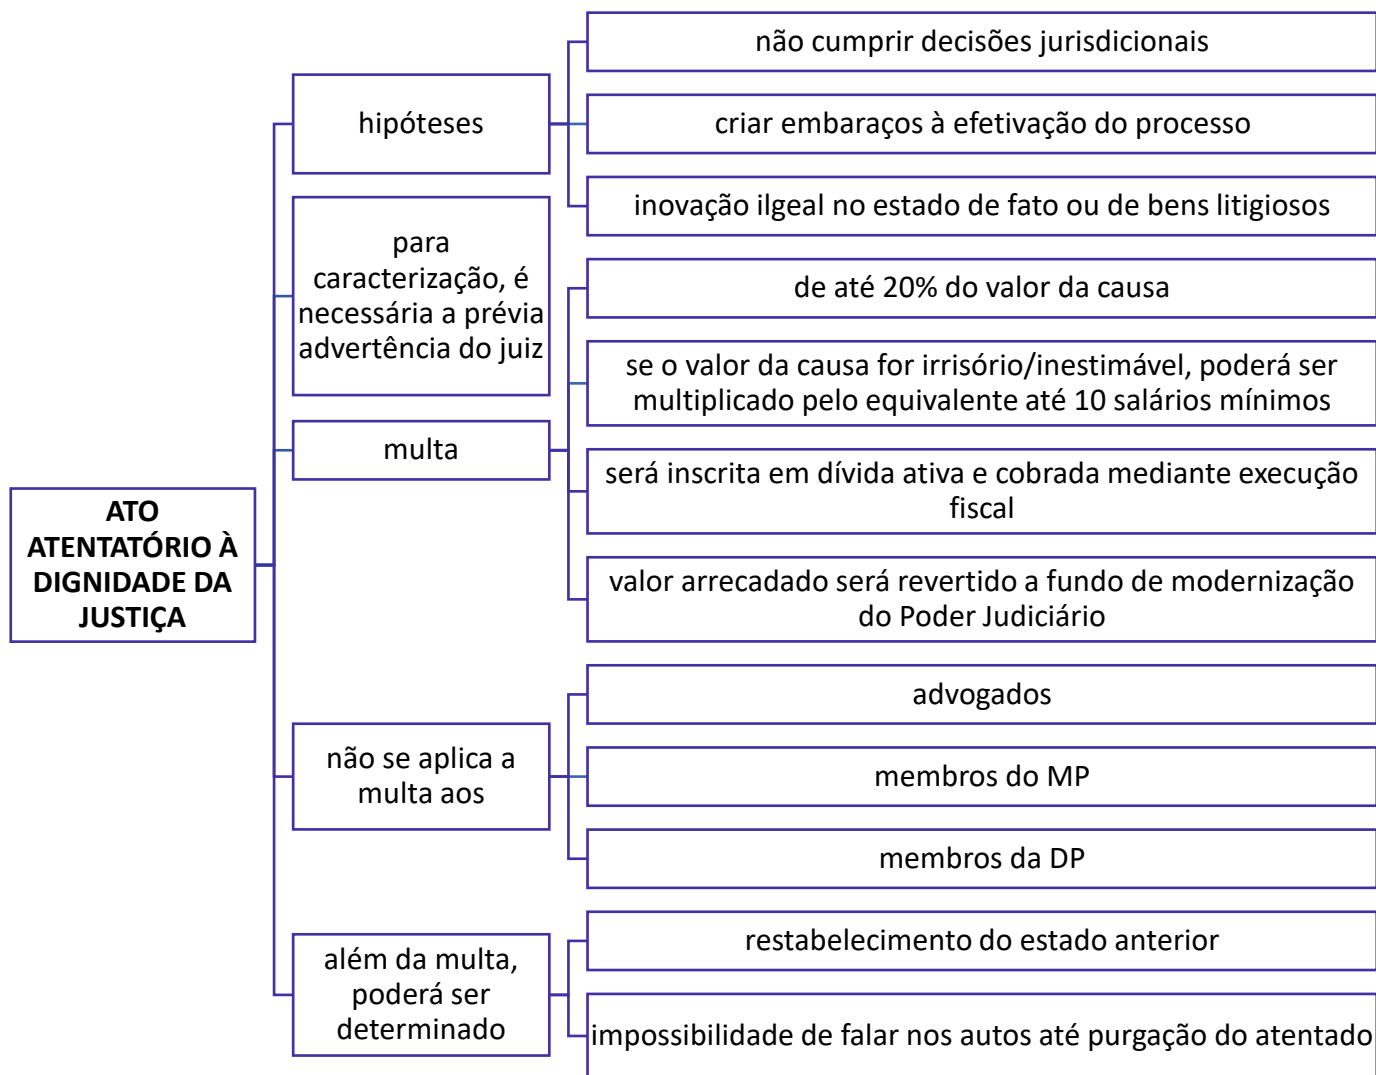 ATO
ATENTATÓRIO À
DIGNIDADE DA
JUSTIÇA
hipóteses
não cumprir decisões jurisdicionais
criar embaraços à efetivação do processo
inovação ilgeal no estado de fato ou de bens litigiosos
para
caracterização, é
necessária a prévia
advertência do juiz
multa
de até 20% do valor da causa
se o valor da causa for irrisório/inestimável, poderá ser
multiplicado pelo equivalente até 10 salários mínimos
será inscrita em dívida ativa e cobrada mediante execução
fiscal
valor arrecadado será revertido a fundo de modernização
do Poder Judiciário
não se aplica a
multa aos
advogados
membros do MP
membros da DP
além da multa,
poderá ser
determinado
restabelecimento do estado anterior
impossibilidade de falar nos autos até purgação do atentado